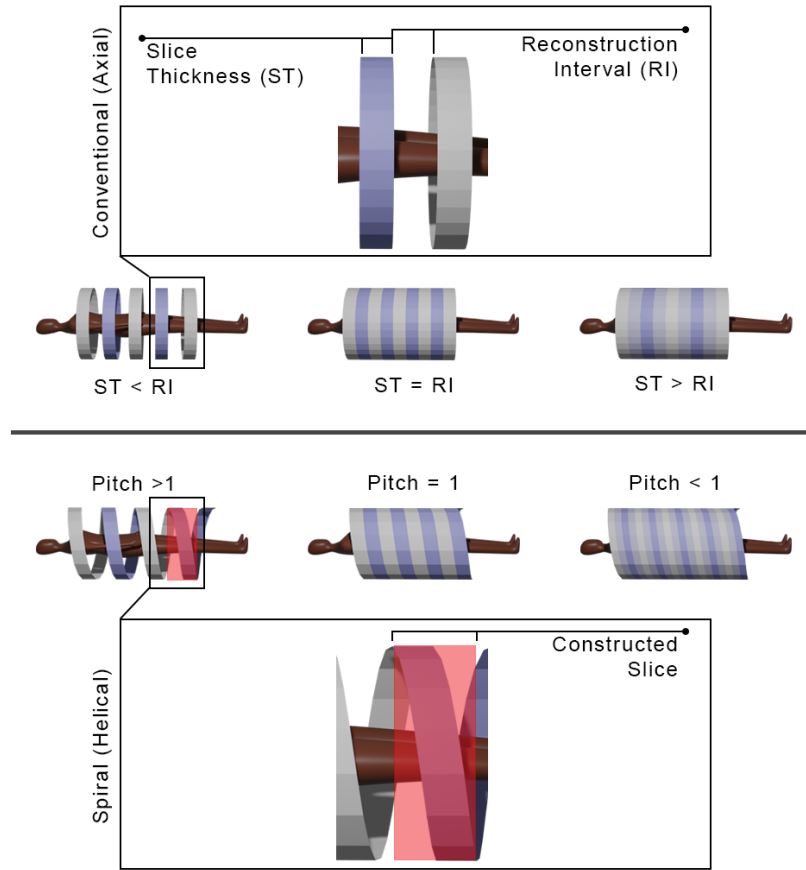 Conventional (Axial)
Slice
Thickness (ST)
Reconstruction
Interval (RI)
ST < RI
ST = RI
ST > RI
Pitch >1
Pitch = 1
Pitch < 1
Spiral (Helical)
Constructed
Slice